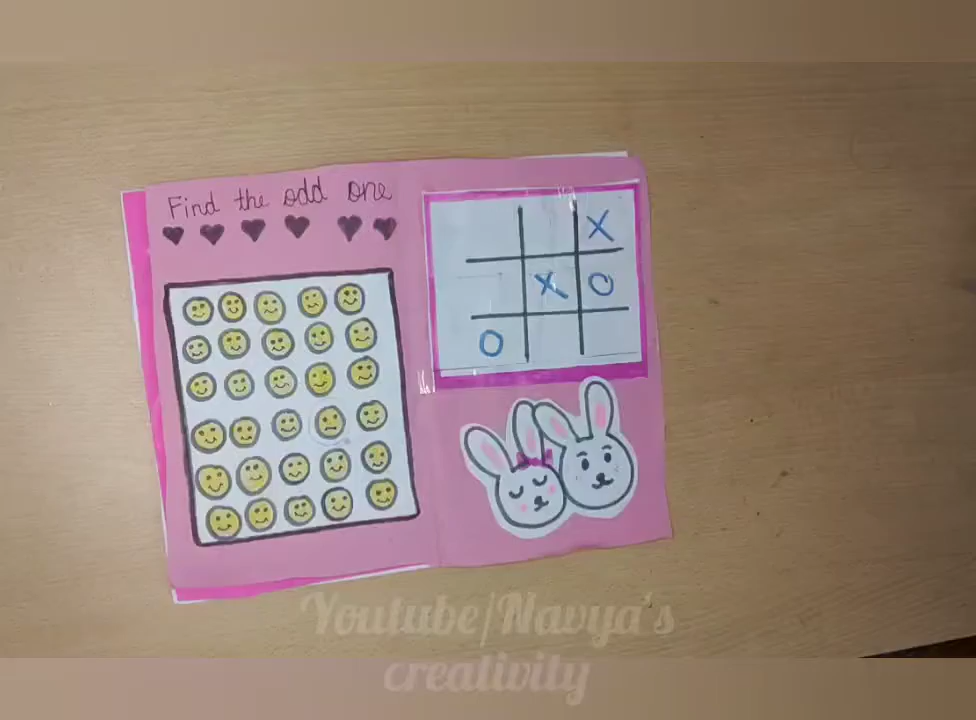 Find the odd one
X
X O
O
Youtube/Navya's
creativity